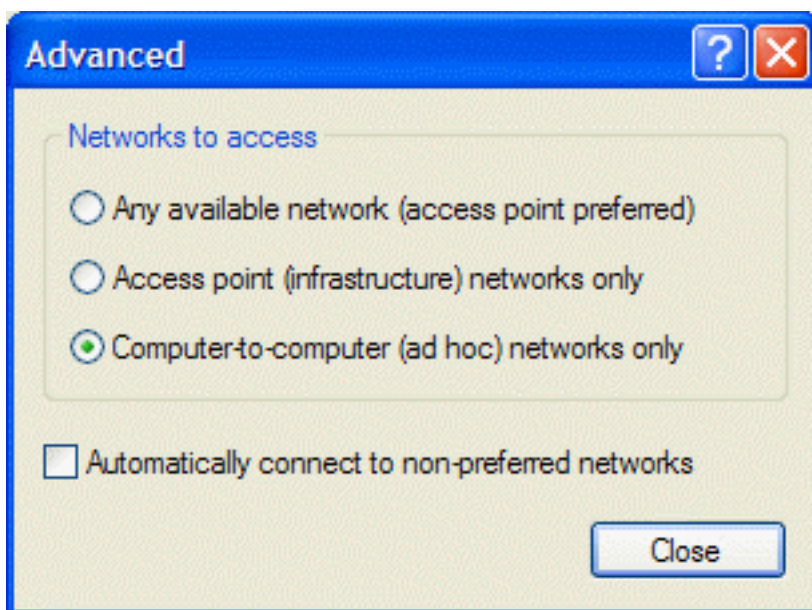 Advanced
?
Networks to access
Any available network (access point preferred)
Access point (infrastructure) networks only
Computer-to-computer (ad hoc) networks only
Automatically connect to non-preferred networks
Close